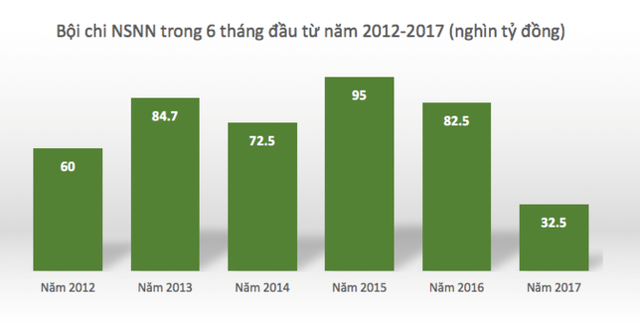 Bội chi NSNN trong 6 tháng đầu từ năm 2012-2017 (nghìn tỷ đồng)
60
84.7
72.5
95
82.5
32.5
Năm 2012
Năm 2013
Năm 2014
Năm 2015
Năm 2016
Năm 2017